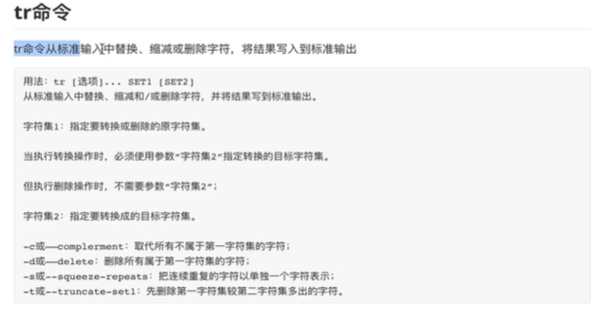 tr命令
tr命令从标准输入中替换、缩减或删除字符，将结果写入到标准输出
用法：tr [选项]... SET1 [SET2]
从标准输入中替换、缩减和/或删除字符，并将结果写到标准输出。
字符集1：指定要转换或删除的原字符集。
当执行转换操作时，必须使用参数“字符集2”指定转换的目标字符集。
但执行删除操作时，不需要参数“字符集2”；
字符集2：指定要转换成的目标字符集。
-c或——complerment：取代所有不属于第一字符集的字符；
-d或——delete：删除所有属于第一字符集的字符；
-s或--squeeze-repeats：把连续重复的字符以单独一个字符表示；
-t或--truncate-set1：先删除第一字符集较第二字符集多出的字符。